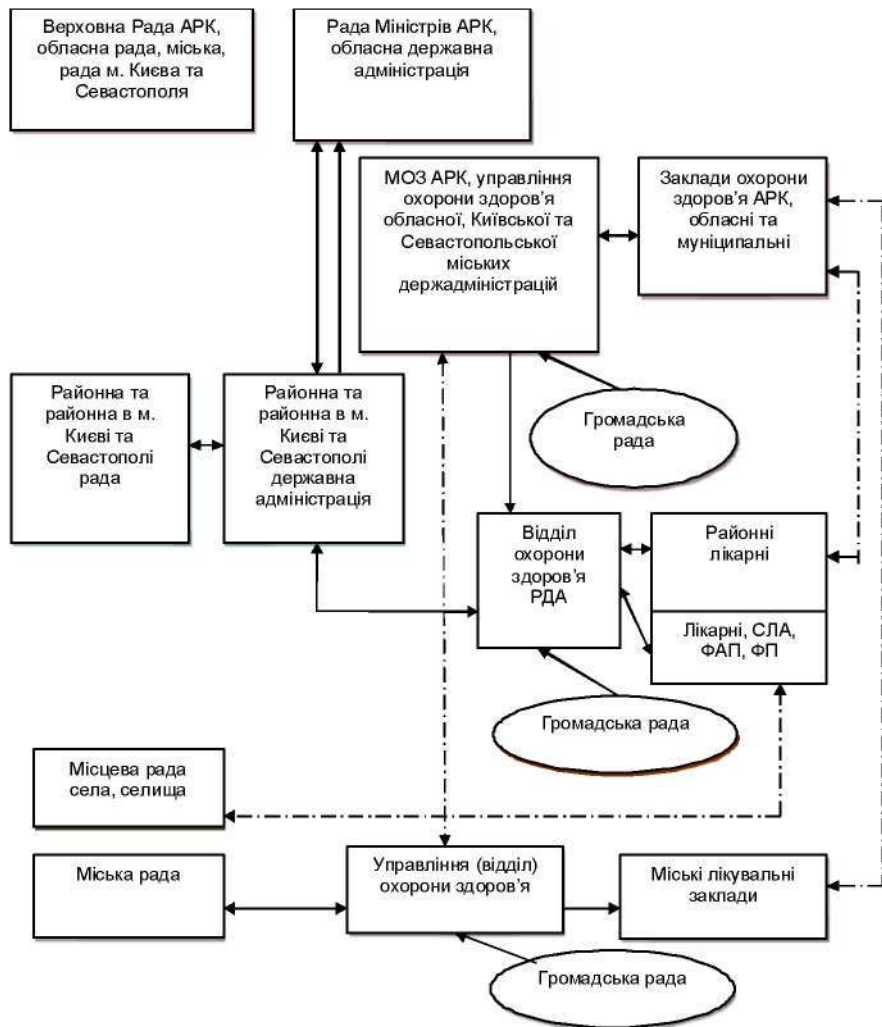 Верховна Рада АРК,
обласна рада, міська,
рада м. Києва та
Севастополя
Рада Міністрів АРК,
обласна державна
адміністрація
МОЗ АРК, управління
охорони здоров'я
обласної, Київської та
Севастопольської
міських
держадміністрацій
Заклади охорони
здоров'я АРК,
обласні та
муніципальні
Районна та
районна в м.
Києві та
Севастополі
рада
Районна та
районна в м.
Києві та
Севастополі
державна
адміністрація
Громадська
рада
Відділ
охорони
здоров'я
РДА
Районні
лікарні
Лікарні, СЛА,
ФАП, ФП
Громадська рада
Місцева рада
села, селища
Міська рада
Управління (відділ)
охорони здоров'я
Міські лікувальні
заклади
Громадська рада